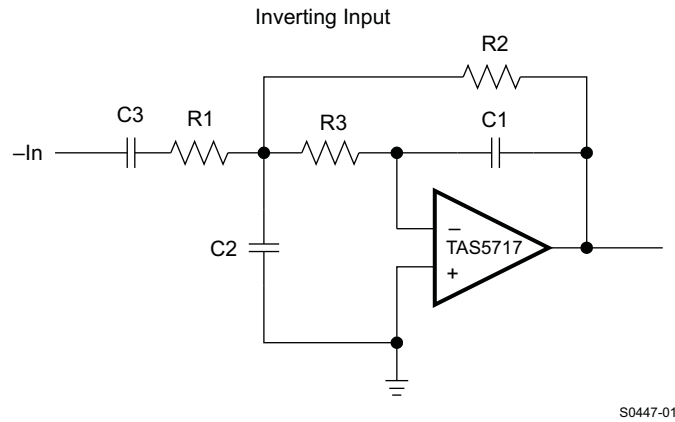 Inverting Input
R2
C3
R1
R3
C1
–In
C2
–
TAS5717
+
S0447-01